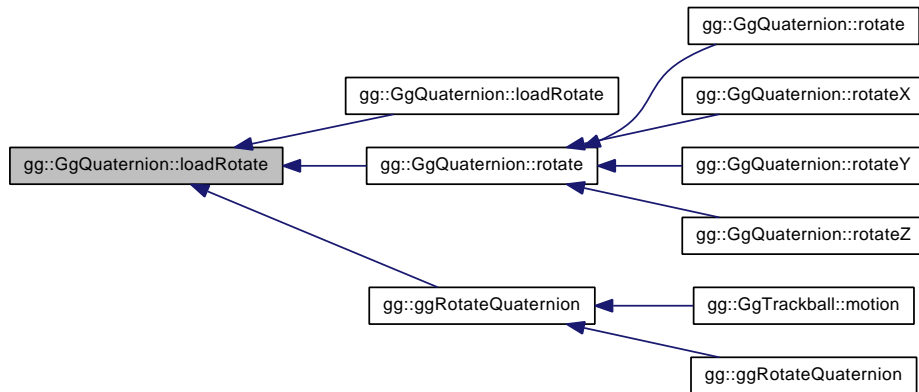 gg::GgQuaternion::rotate
gg::GgQuaternion::loadRotate
gg::GgQuaternion::rotateX
gg::GgQuaternion::loadRotate
gg::GgQuaternion::rotate
gg::GgQuaternion::rotateY
gg::GgQuaternion::rotateZ
gg::ggRotateQuaternion
gg::GgTrackball::motion
gg::ggRotateQuaternion